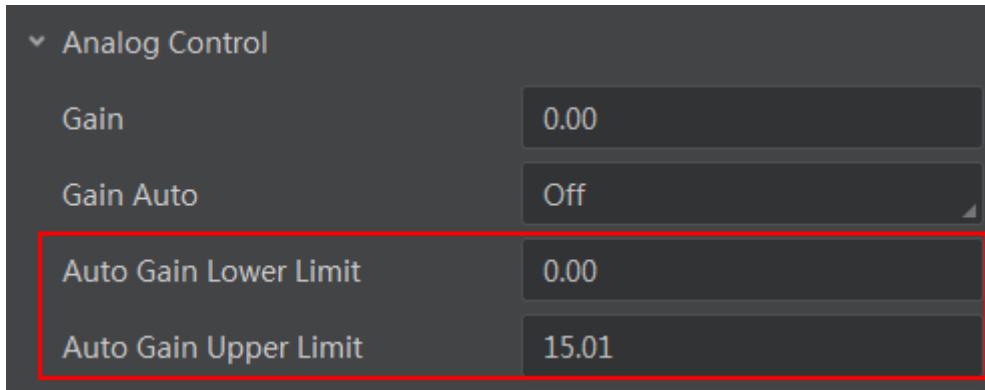 Analog Control
Gain 0.00
Gain Auto Off
Auto Gain Lower Limit 0.00
Auto Gain Upper Limit 15.01